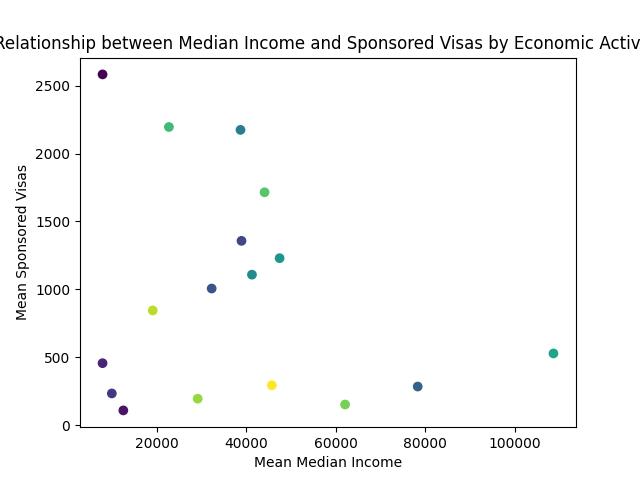 Relationship between Median Income and Sponsored Visas by Economic Activ
2500
2000
1500
1000
500
0
Mean Sponsored Visas
20000 40000 60000 80000 100000
Mean Median Income